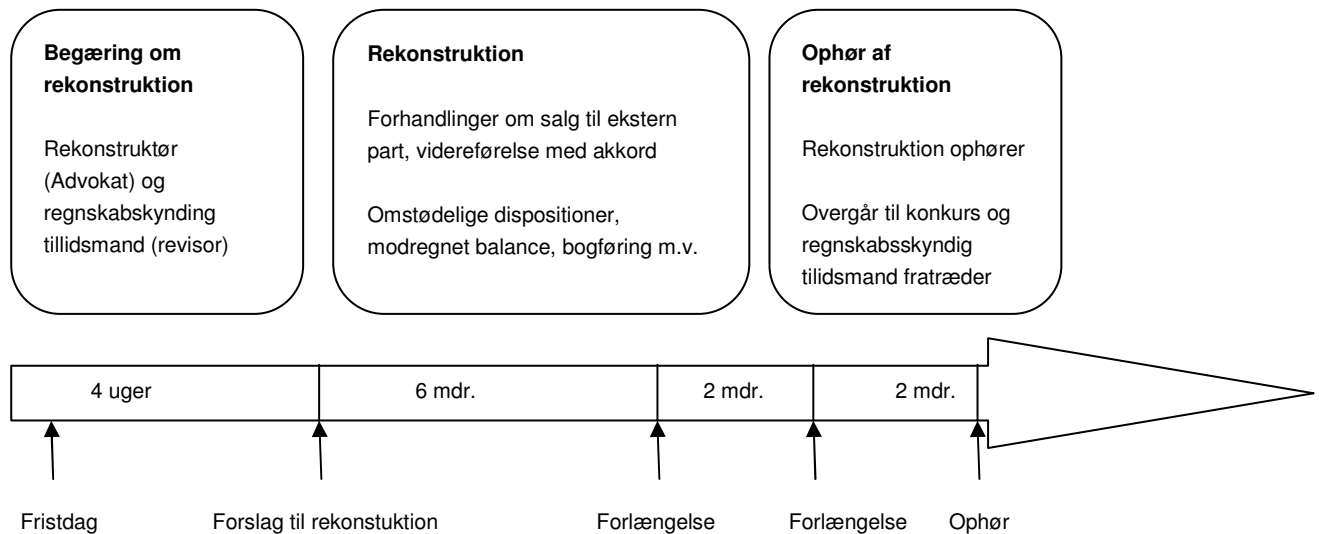 Begæring om
rekonstruktion
Rekonstruktør
(Advokat) og
regnskabskynding
tillidsmand (revisor)
Rekonstruktion
Forhandlinger om salg til ekstern
part, videreførelse med akkord
Omstødelige dispositioner,
modregnet balance, bogføring m.v.
Ophør af
rekonstruktion
Rekonstruktion ophører
Overgår til konkurs og
regnskabsskyndig
tilidsmand fratræder
4 uger
6 mdr.
2 mdr.
2 mdr.
Fristdag
Forslag til rekonstuktion
Forlængelse
Forlængelse
Ophør